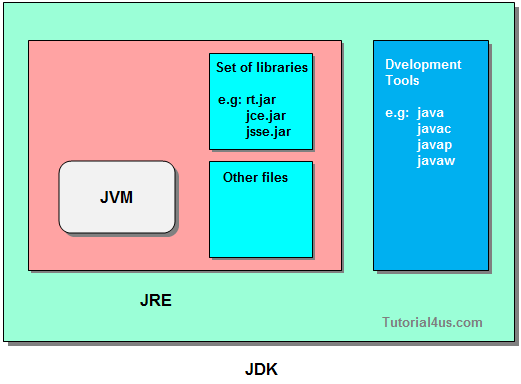 Set of libraries
e.g: rt.jar
jce.jar
jsse.jar
Other files
JVM
JRE
Dvelopment
Tools
e.g: java
javac
javap
javaw
Tutorial4us.com
JDK